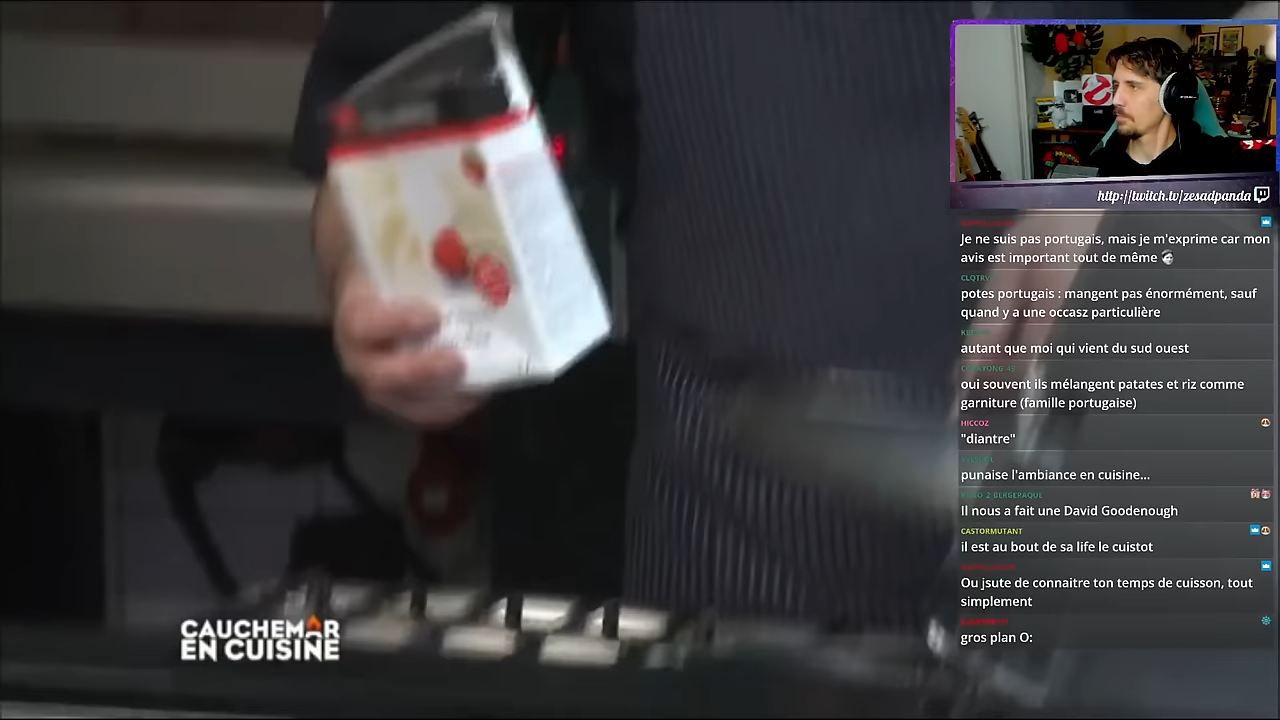 http://twitch.tv/zesadpanda
Je ne suis pas portugais, mais je m'exprime car mon
avis est important tout de même
potes portugais : mangent pas énormément, sauf
quand y a une occasz particulière
autant que moi qui vient du sud ouest
oui souvent ils mélangent patates et riz comme
garniture (famille portugaise)
HICCOZ
"diantre"
punaise l'ambiance en cuisine...
Il nous a fait une David Goodenough
CASTORMUTANT
il est au bout de sa life le cuistot
Ou jsute de connaitre ton temps de cuisson, tout
simplement
gros plan O:
CAUCHEMAR
EN CUISINE